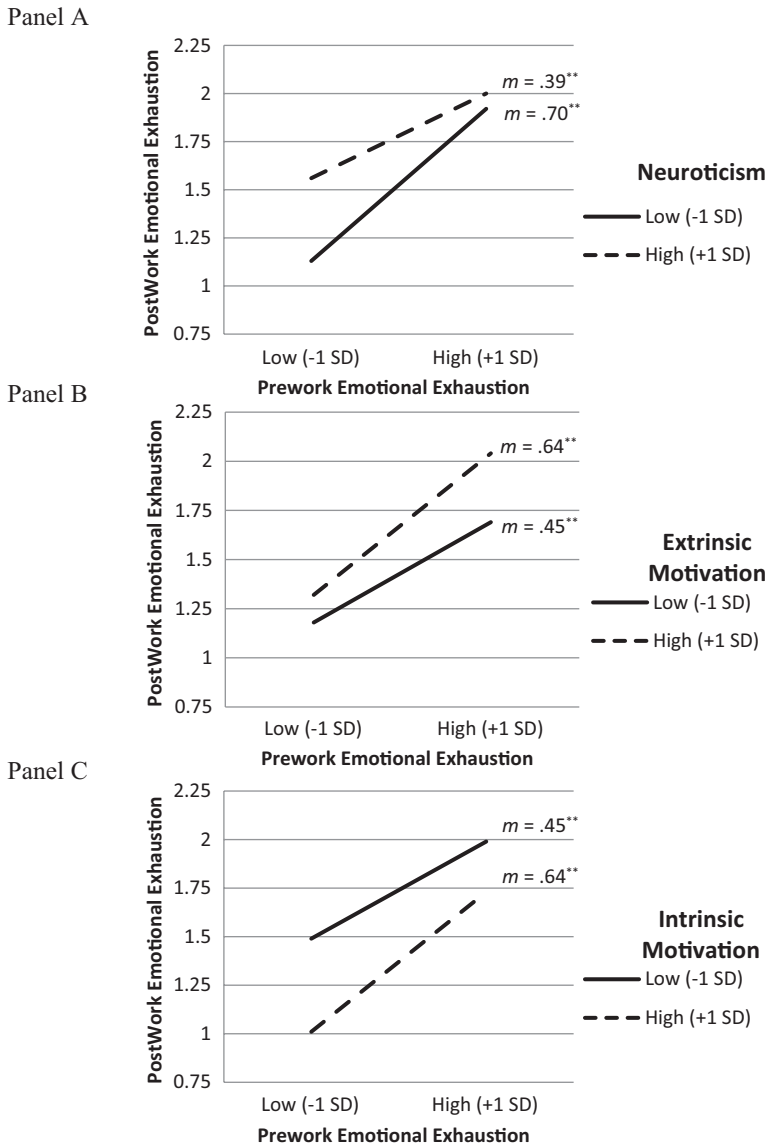 Panel A
2.25
2
1.75
1.5
1.25
1
0.75
PostWork Emotional Exhaustion
m = .39**
m = .70**
Neuroticism
Low (-1 SD)
High (+1 SD)
Low (-1 SD) High (+1 SD)
Prework Emotional Exhaustion
Panel B
2.25
2
1.75
1.5
1.25
1
0.75
PostWork Emotional Exhaustion
m = .64**
m = .45**
Extrinsic
Motivation
Low (-1 SD)
High (+1 SD)
Low (-1 SD) High (+1 SD)
Prework Emotional Exhaustion
Panel C
2.25
2
1.75
1.5
1.25
1
0.75
PostWork Emotional Exhaustion
m = .45**
m = .64**
Intrinsic
Motivation
Low (-1 SD)
High (+1 SD)
Low (-1 SD) High (+1 SD)
Prework Emotional Exhaustion